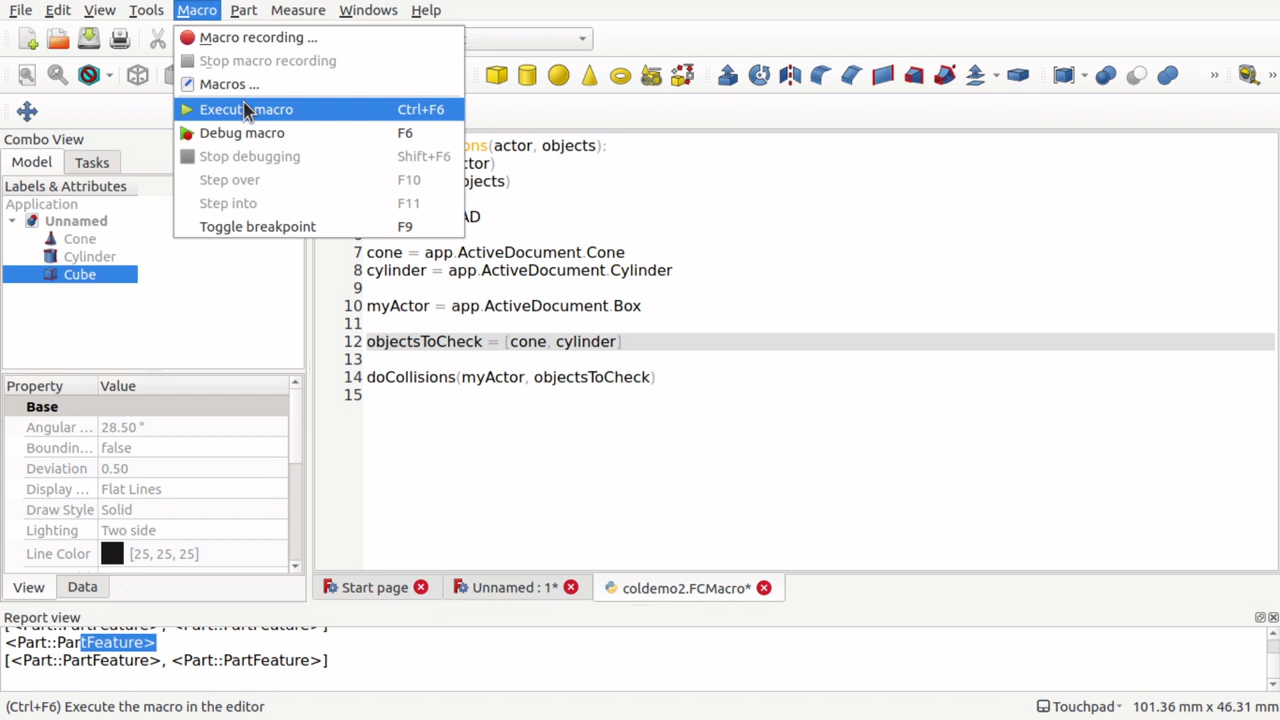 File Edit View Tools Macro Part Measure Windows Help
Macro recording ...
Stop macro recording
Macros ...
Execute macro Ctrl+F6
Debug macro F6
Stop debugging Shift+F6
Step over F10
Step into F11
Toggle breakpoint F9
Combo View
Model Tasks
Labels & Attributes
Application
Unnamed
Cone
Cylinder
Cube
Property Value
Base
Angular ... 28.50 °
Boundin... false
Deviation 0.50
Display ... Flat Lines
Draw Style Solid
Lighting Two side
Line Color [25, 25, 25]
View Data
ons(actor, objects):
ctor)
bjects)
AD
7 cone = app.ActiveDocument.Cone
8 cylinder = app.ActiveDocument.Cylinder
9
10 myActor = app.ActiveDocument.Box
11
12 objectsToCheck = [cone, cylinder]
13
14 doCollisions(myActor, objectsToCheck)
15
Start page Unnamed : 1* coldemo2.FCMacro*
Report view
[<Part::PartFeature>, <Part::PartFeature>]
<Part::PartFeature>
[<Part::PartFeature>, <Part::PartFeature>]
(Ctrl+F6) Execute the macro in the editor
Touchpad 101.36 mm x 46.31 mm